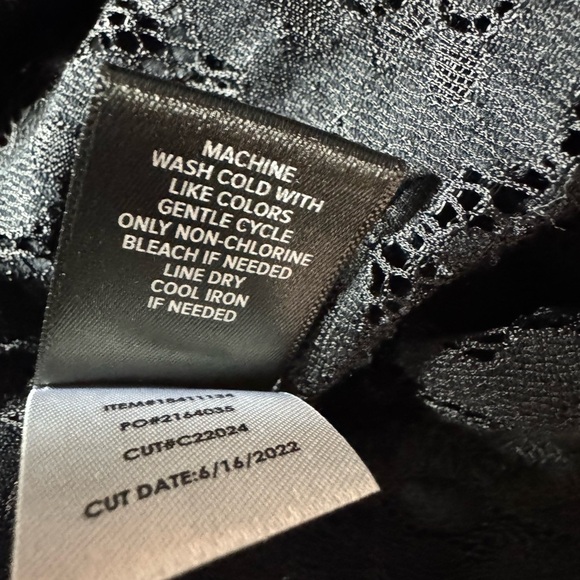 MACHINE
WASH COLD WITH
LIKE COLORS
GENTLE CYCLE
ONLY NON-CHLORINE
BLEACH IF NEEDED
LINE DRY
COOL IRON
IF NEEDED
PO#2164035
CUT#C22024
CUT DATE:6/16/2022